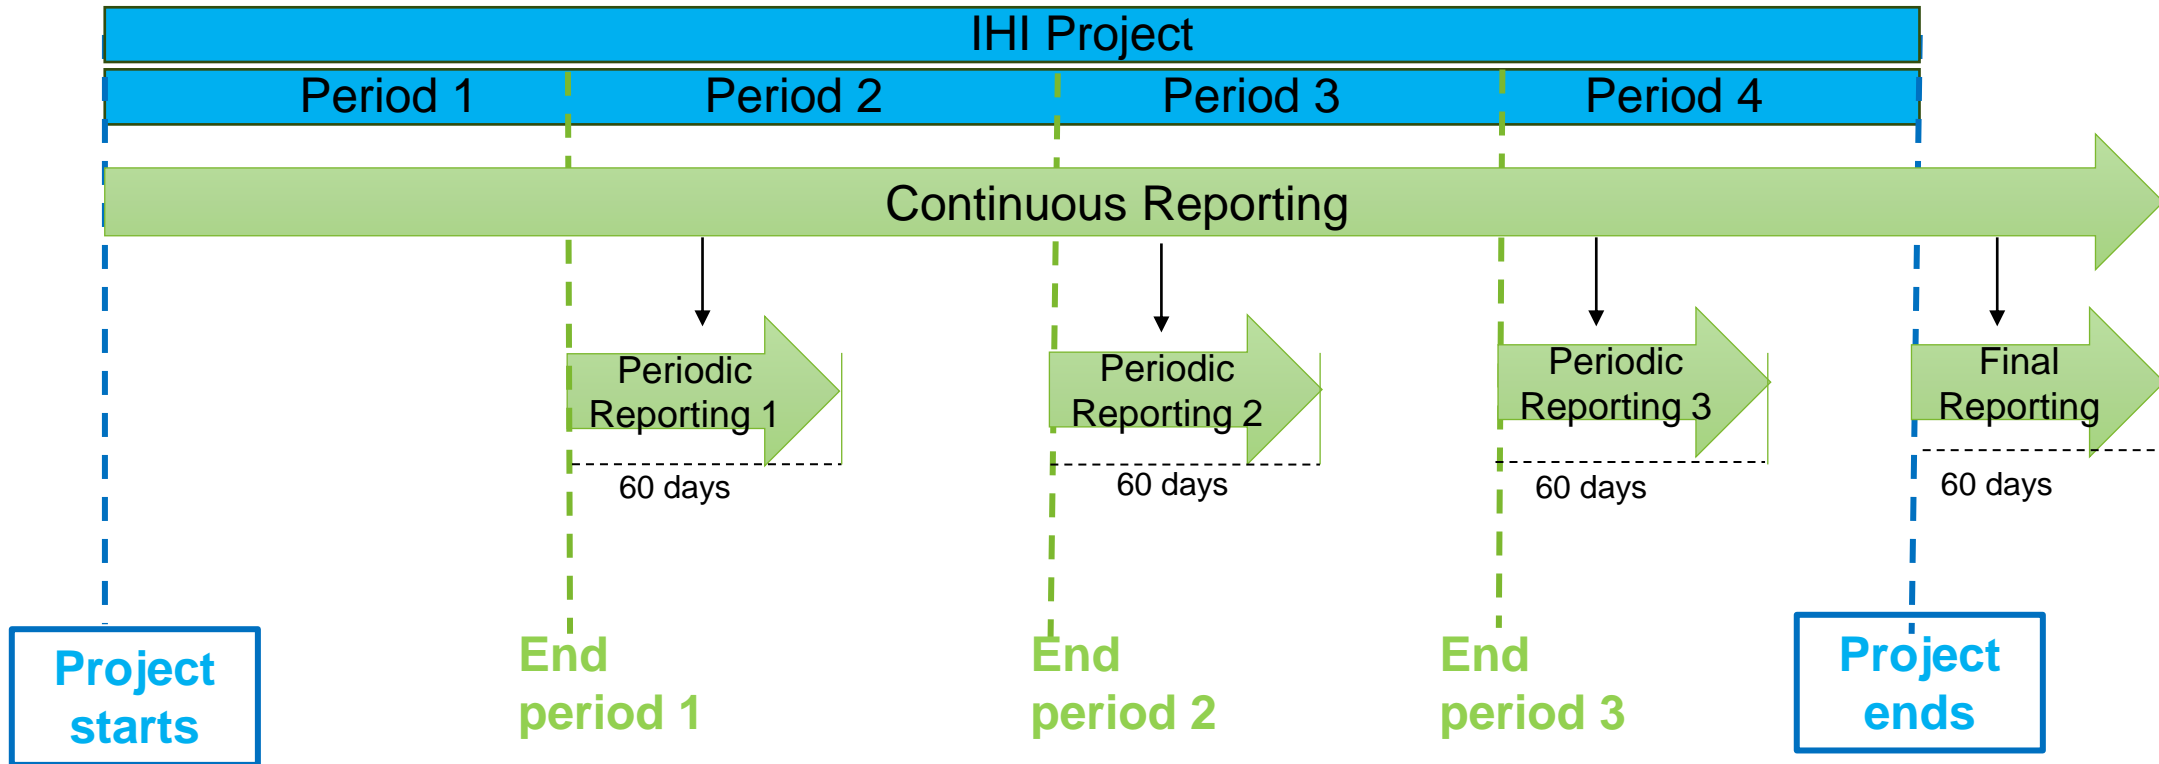 IHI Project
Period 1
Period 2
Period 3
Period 4
Continuous Reporting
Periodic
Reporting 1
Periodic
Reporting 2
Periodic
Reporting 3
Final
Reporting
60 days
60 days
60 days
60 days
Project
starts
End
period 1
End
period 2
End
period 3
Project
ends